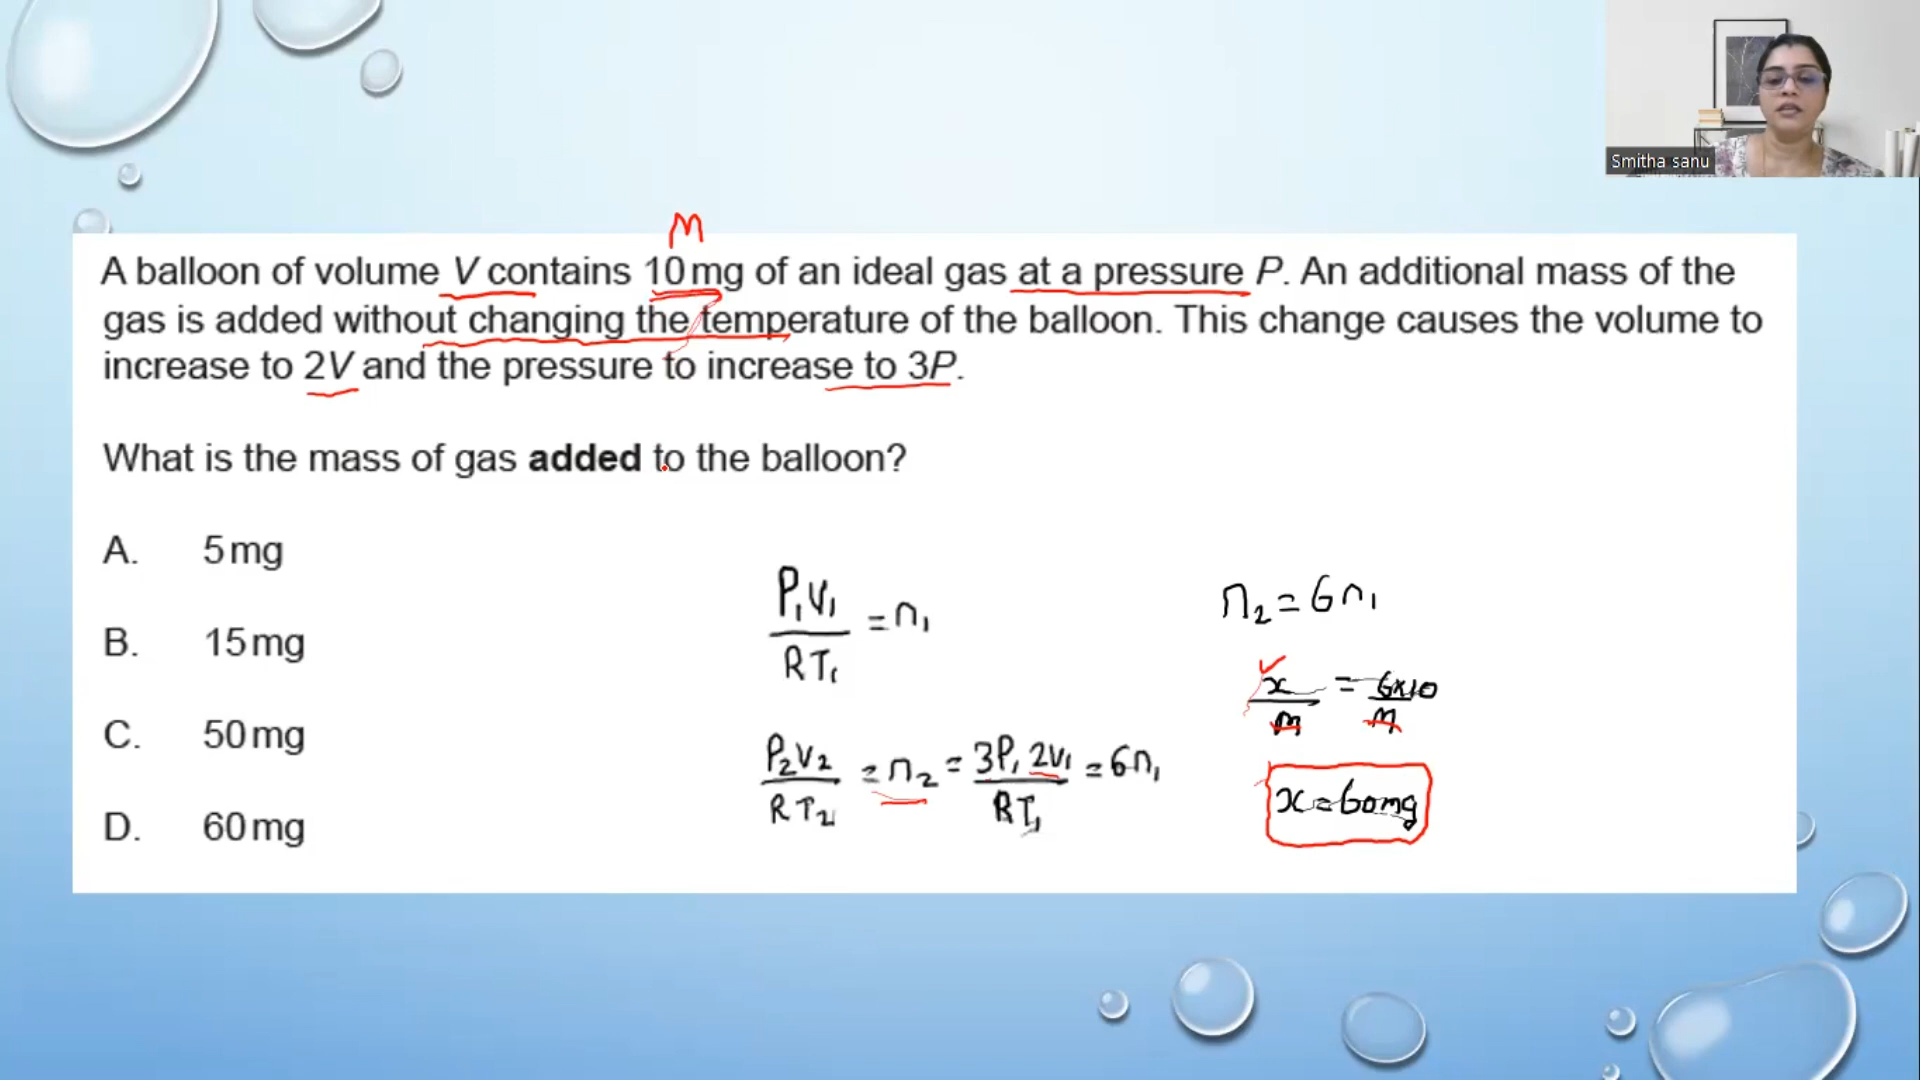 Smitha sanu
M
A balloon of volume V contains 10 mg of an ideal gas at a pressure P. An additional mass of the
gas is added without changing the temperature of the balloon. This change causes the volume to
increase to 2V and the pressure to increase to 3P.
What is the mass of gas added to the balloon?
A. 5 mg
B. 15 mg
C. 50 mg
D. 60 mg
P₁V₁/RT₁ = n₁
P₂V₂/RT₂ = n₂ = 3P₁ 2V₁/RT₁ = 6n₁
n₂ = 6n₁
x/M = 6x10/M
x = 60mg